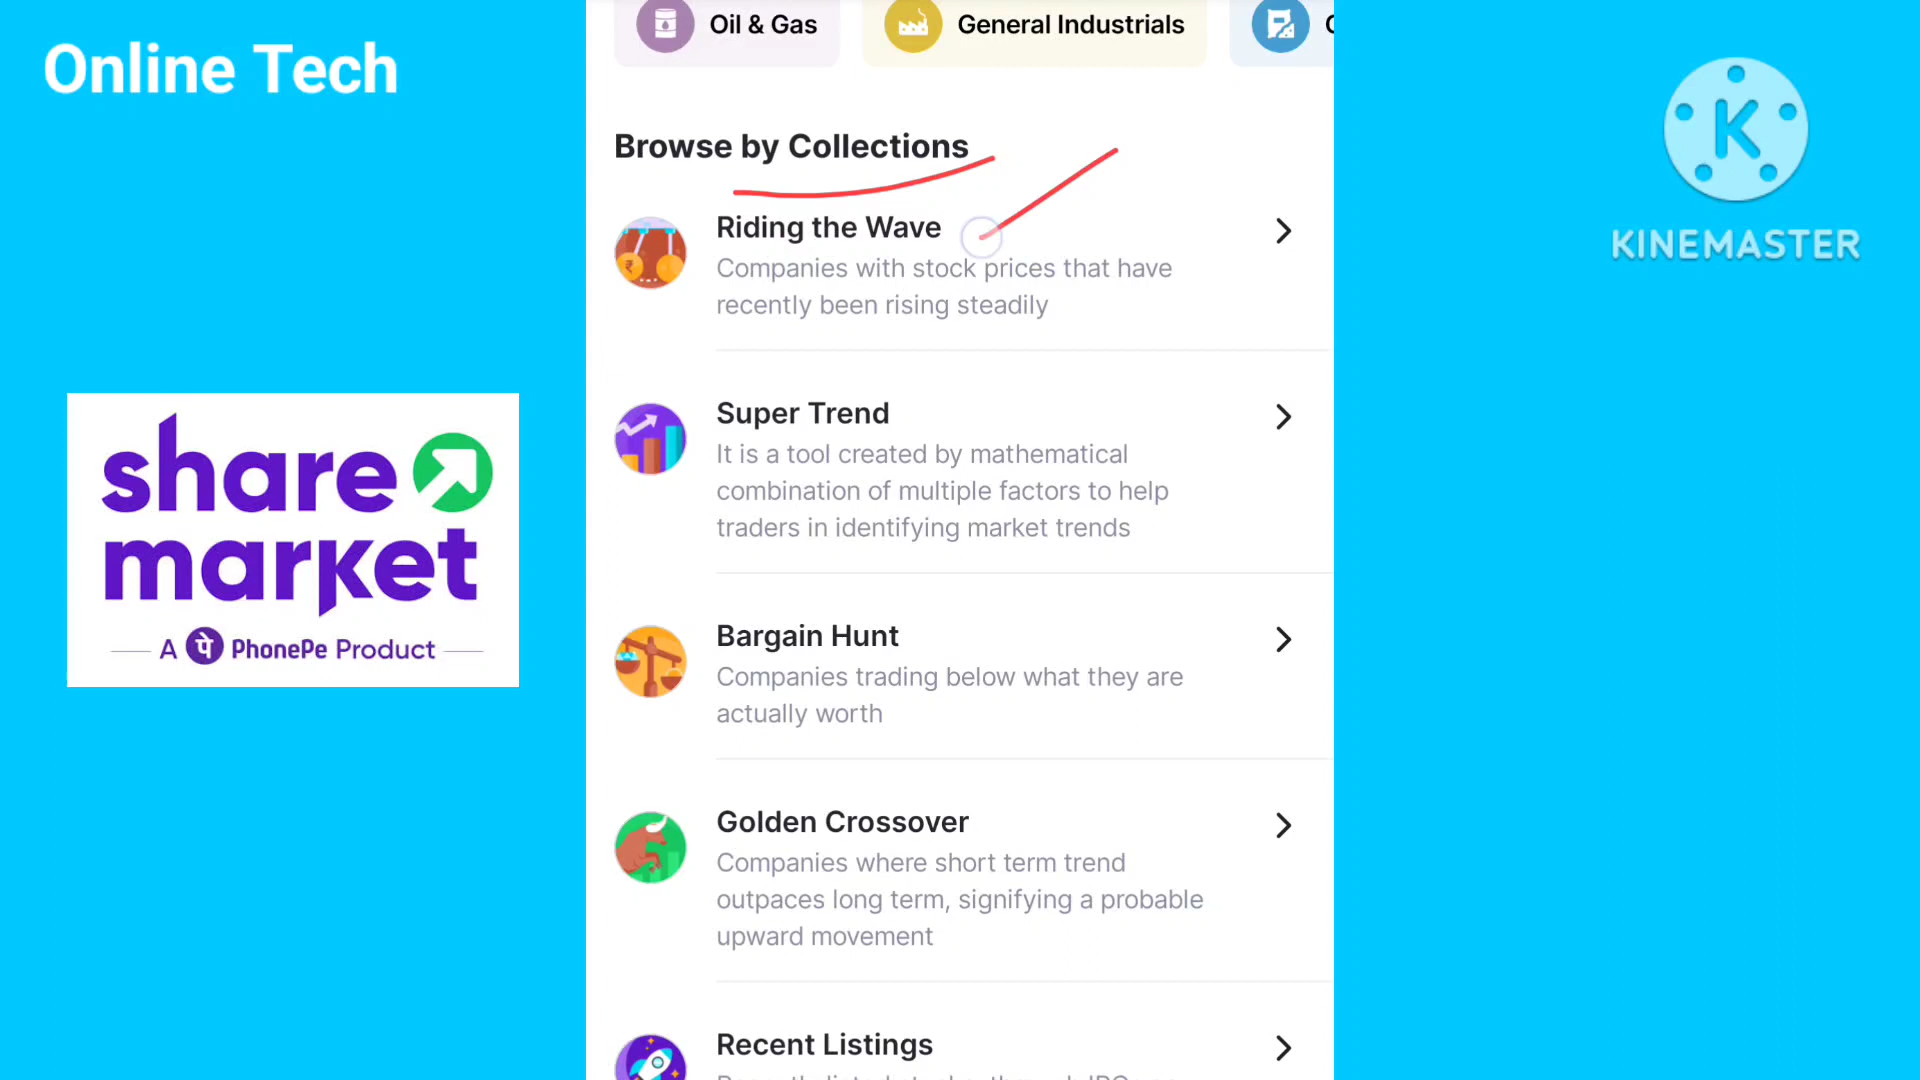 Online Tech
Oil & Gas
General Industrials
Browse by Collections
Riding the Wave
Companies with stock prices that have
recently been rising steadily
Super Trend
It is a tool created by mathematical
combination of multiple factors to help
traders in identifying market trends
Bargain Hunt
Companies trading below what they are
actually worth
Golden Crossover
Companies where short term trend
outpaces long term, signifying a probable
upward movement
Recent Listings
share
market
A पे PhonePe Product
K
KINEMASTER